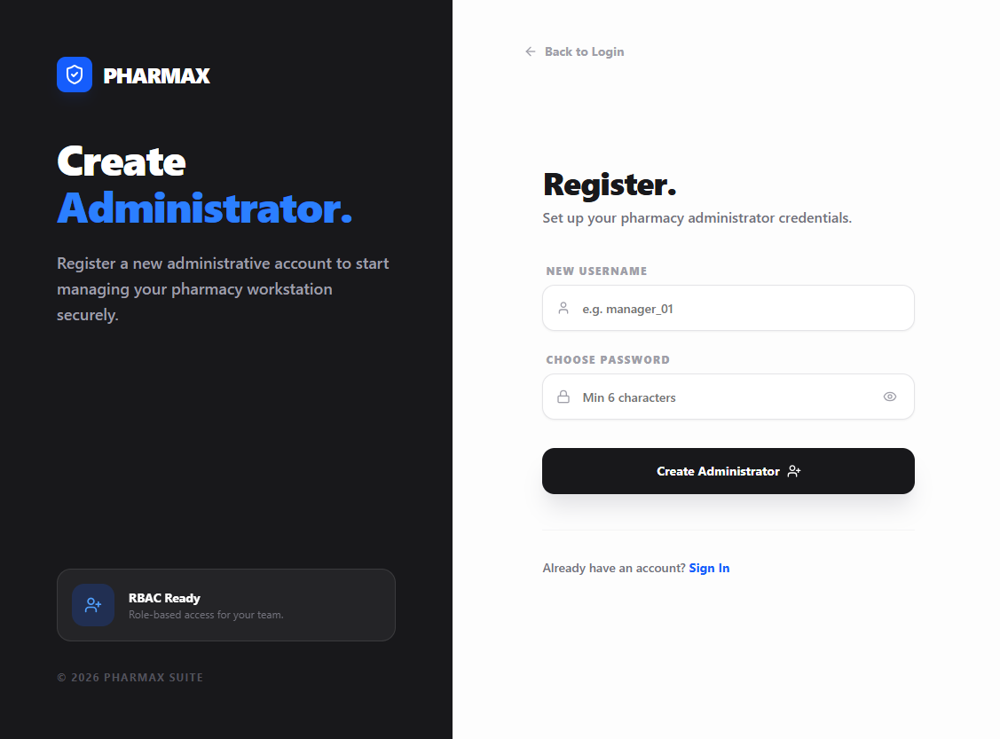 PHARMAX
Create
Administrator.
Register a new administrative account to start
managing your pharmacy workstation
securely.
RBAC Ready
Role-based access for your team.
© 2026 PHARMAX SUITE
Back to Login
Register.
Set up your pharmacy administrator credentials.
NEW USERNAME
e.g. manager_01
CHOOSE PASSWORD
Min 6 characters
Create Administrator
Already have an account? Sign In